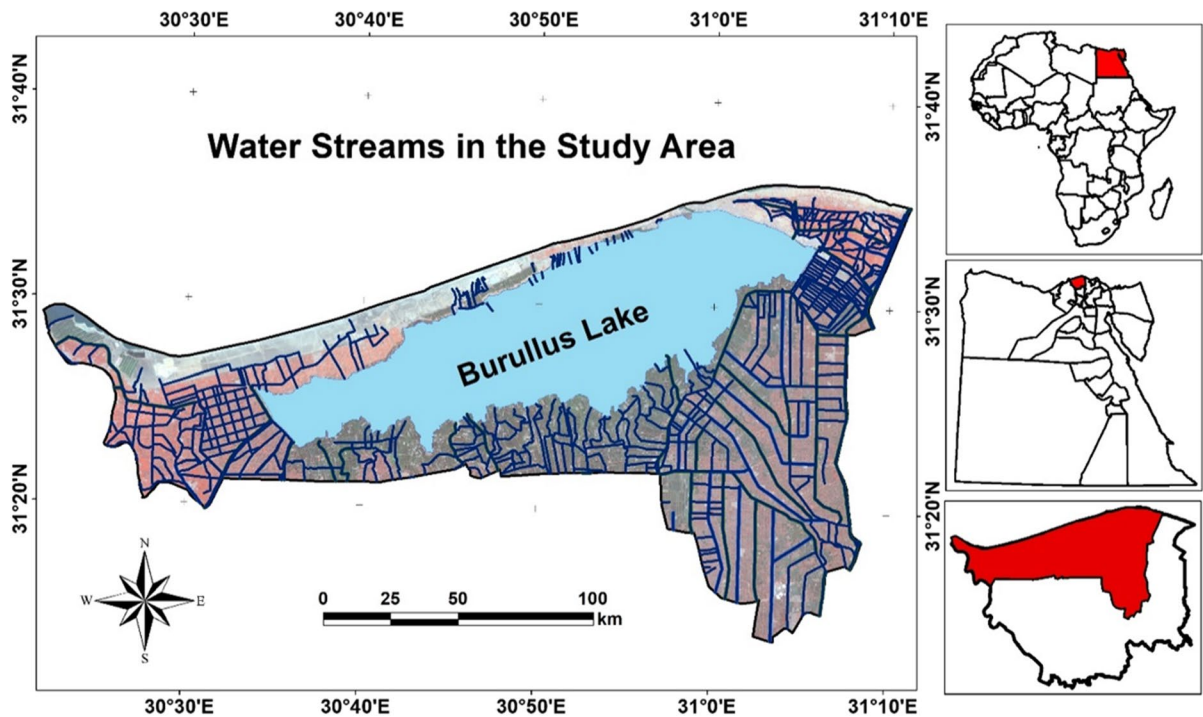 30°30'E 30°40'E 30°50'E 31°0'E 31°10'E
31°40'N 31°40'N
Water Streams in the Study Area
31°30'N 31°30'N
Burullus Lake
31°20'N 31°20'N
N
W E
S
0 25 50 100
km
30°30'E 30°40'E 30°50'E 31°0'E 31°10'E